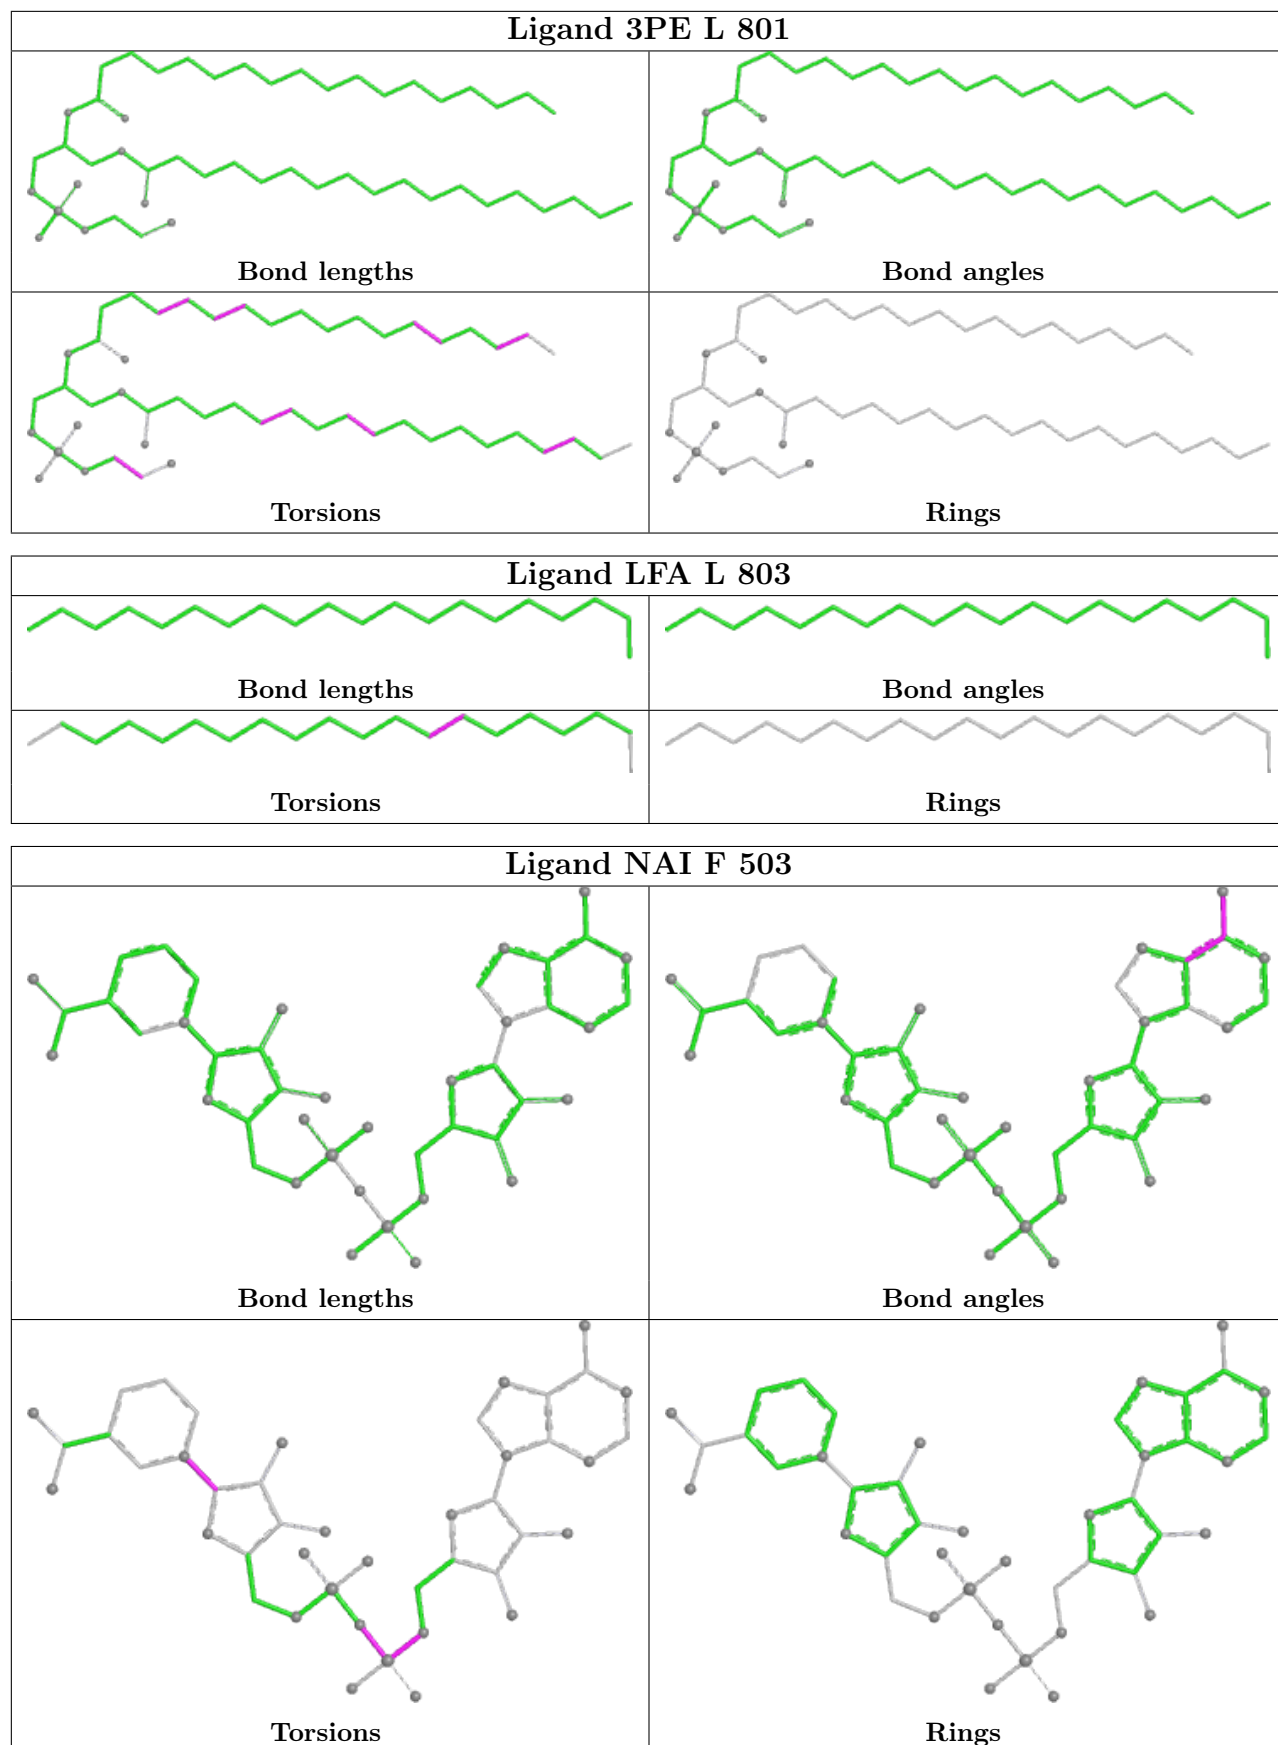 Ligand 3PE L 801
Bond lengths
Bond angles
Torsions
Rings
Ligand LFA L 803
Bond lengths
Bond angles
Torsions
Rings
Ligand NAI F 503
Bond lengths
Bond angles
Torsions
Rings